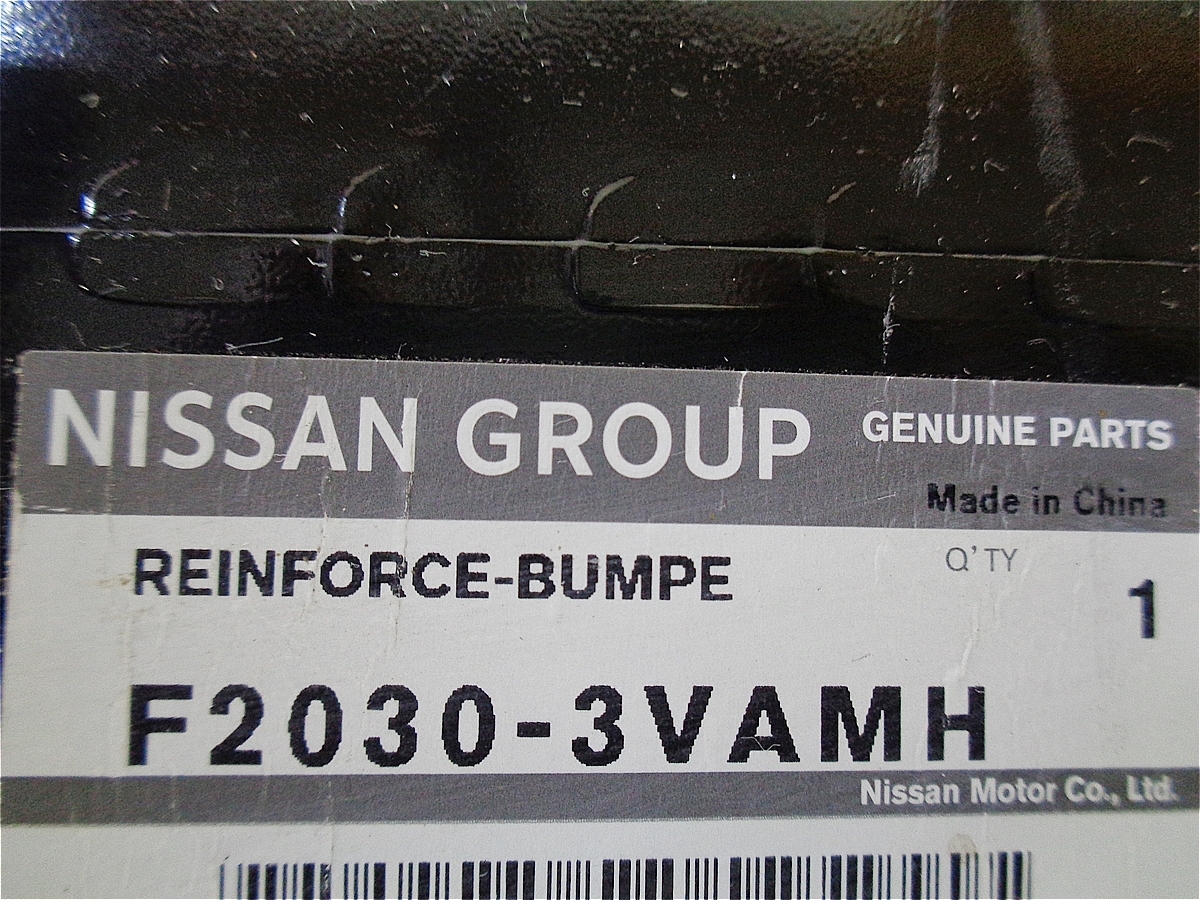 NISSAN GROUP GENUINE PARTS
Made in China
REINFORCE-BUMPE Q'TY 1
F2030-3VAMH
Nissan Motor Co., Ltd.